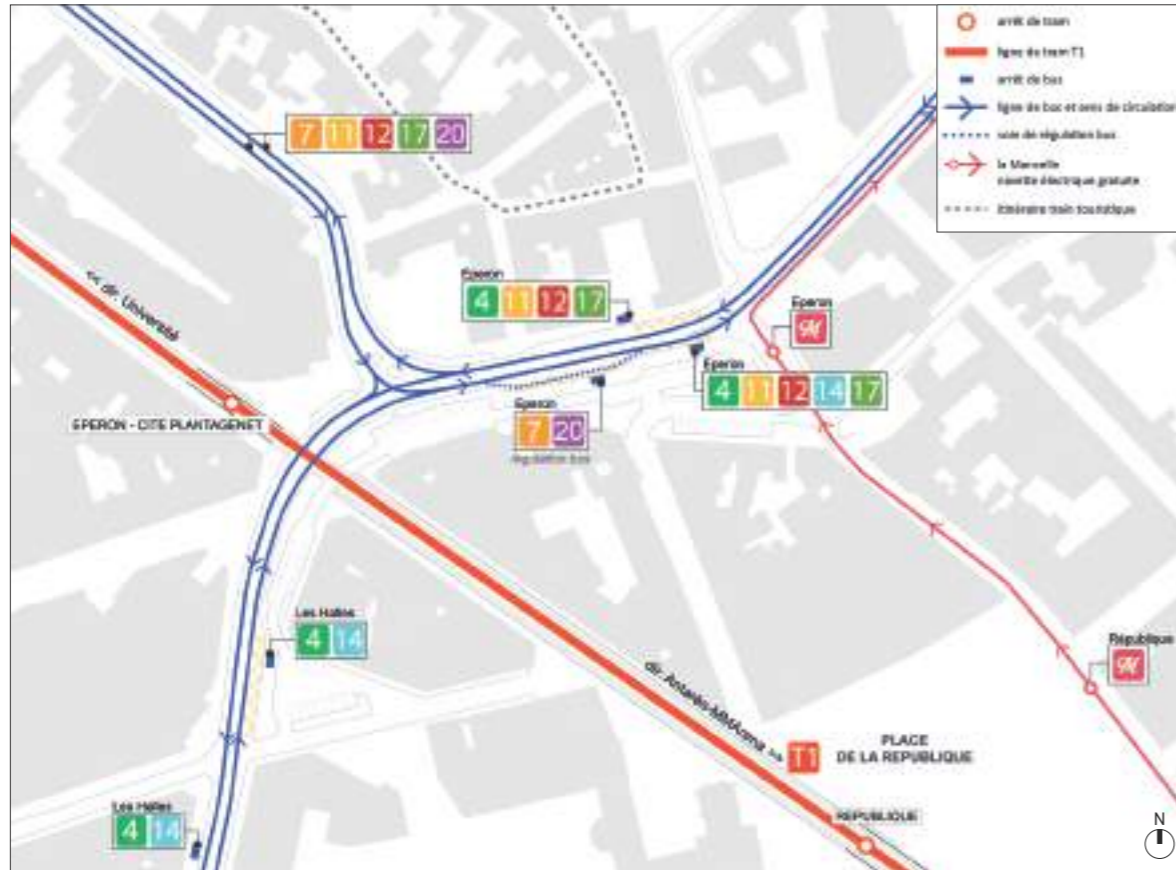 arrêt de tram
ligne de tram T1
arrêt de bus
ligne de bus et sens de circulation
voie de régulation bus
la Marcelle
navette électrique gratuite
itinéraire train touristique
7 11 12 17 20
<< dir. Université
Eperon
4 11 12 17
Eperon
M
Eperon
4 11 12 14 17
EPERON - CITE PLANTAGENET
Eperon
7 20
régulation bus
Les Halles
4 14
République
M
dir. Antarès-MMArena >>
T1
PLACE
DE LA REPUBLIQUE
Les Halles
4 14
REPUBLIQUE
N